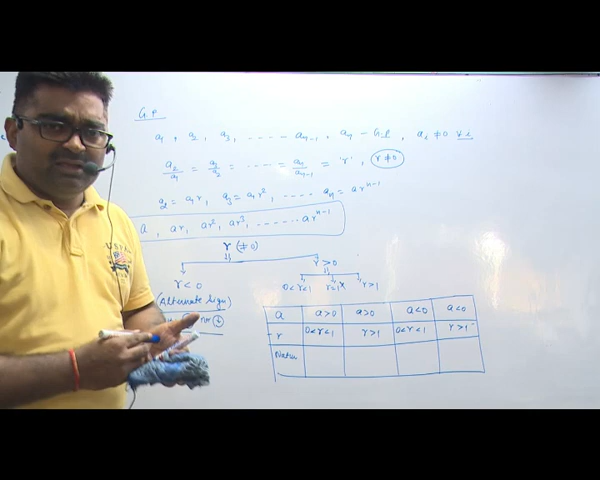 G.P
a₁, a₂, a₃, ----- aₙ₋₁, aₙ - G.P, aᵢ ≠ 0 ∀ i
a₂/a₁ = a₃/a₂ = ---- = aₙ/aₙ₋₁ = 'r', r ≠ 0
a₂ = a₁r, a₃ = a₁r², ---- aₙ = arⁿ⁻¹
a, ar, ar², ar³, ------- arⁿ⁻¹
r (≠0)
r < 0 r > 0
0<r<1 r=1× r>1
(Alternate Sign)
a a>0 a>0 a<0 a<0
r 0<r<1 r>1 0<r<1 r>1
Natur